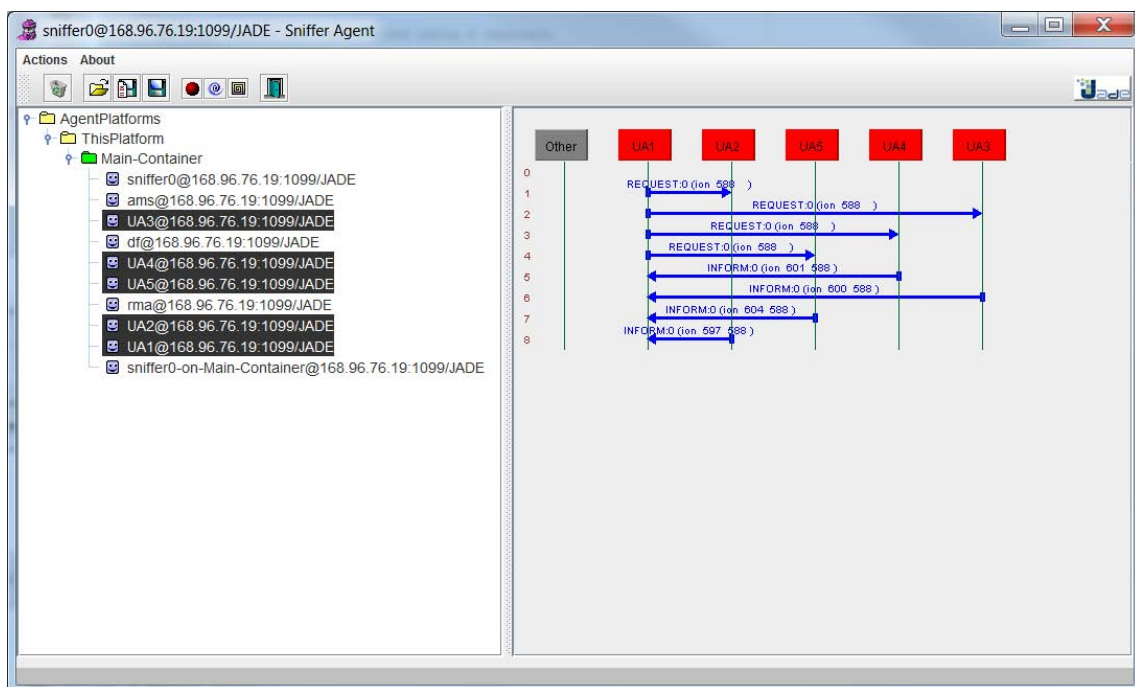 sniffer0@168.96.76.19:1099/JADE - Sniffer Agent
Actions About
Jade
AgentPlatforms
ThisPlatform
Main-Container
sniffer0@168.96.76.19:1099/JADE
ams@168.96.76.19:1099/JADE
UA3@168.96.76.19:1099/JADE
df@168.96.76.19:1099/JADE
UA4@168.96.76.19:1099/JADE
UA5@168.96.76.19:1099/JADE
rma@168.96.76.19:1099/JADE
UA2@168.96.76.19:1099/JADE
UA1@168.96.76.19:1099/JADE
sniffer0-on-Main-Container@168.96.76.19:1099/JADE
Other UA1 UA2 UA5 UA4 UA3
0
REQUEST:0 (ion 588 )
1
REQUEST:0 (ion 588 )
2
REQUEST:0 (ion 588 )
3
REQUEST:0 (ion 588 )
4
INFORM:0 (ion 601 588 )
5
INFORM:0 (ion 600 588 )
6
INFORM:0 (ion 604 588 )
7
INFORM:0 (ion 597 588 )
8